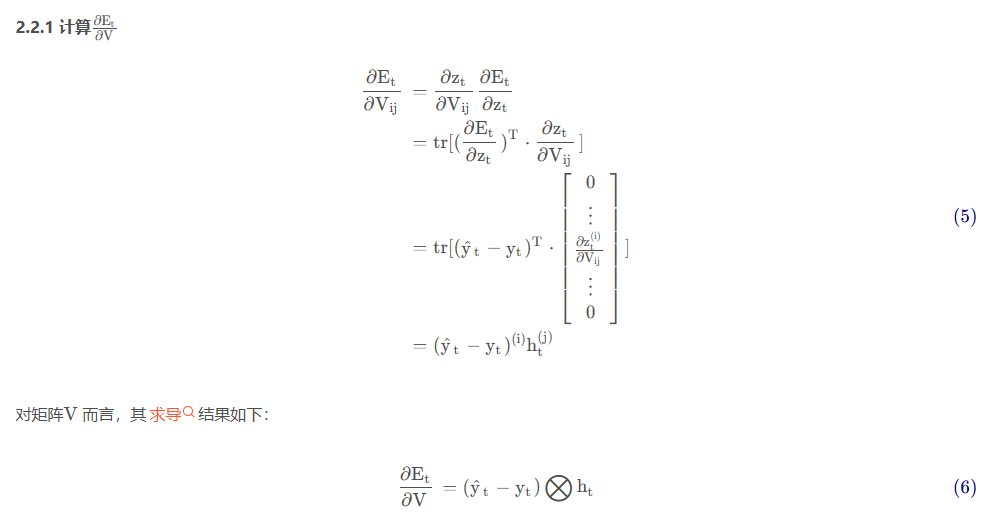 2.2.1 计算∂E_t/∂V
∂E_t/∂V_ij = ∂z_t/∂V_ij ∂E_t/∂z_t
= tr[(∂E_t/∂z_t)^T · ∂z_t/∂V_ij]
= tr[(ŷ_t − y_t)^T · [0 ⋮ ∂z_t^(i)/∂V_ij ⋮ 0]] (5)
= (ŷ_t − y_t)^(i) h_t^(j)
对矩阵V 而言，其 求导 结果如下：
∂E_t/∂V = (ŷ_t − y_t) ⨂ h_t (6)